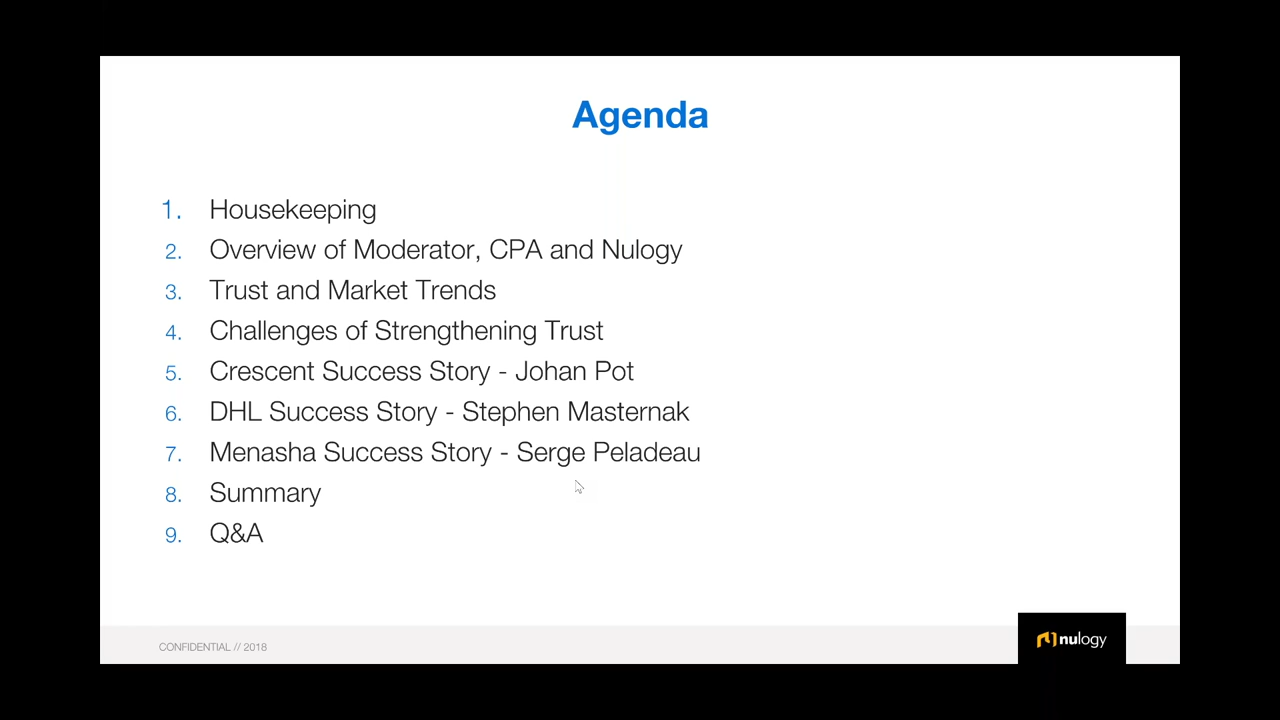 Agenda
1. Housekeeping
2. Overview of Moderator, CPA and Nulogy
3. Trust and Market Trends
4. Challenges of Strengthening Trust
5. Crescent Success Story - Johan Pot
6. DHL Success Story - Stephen Masternak
7. Menasha Success Story - Serge Peladeau
8. Summary
9. Q&A
CONFIDENTIAL // 2018
nulogy